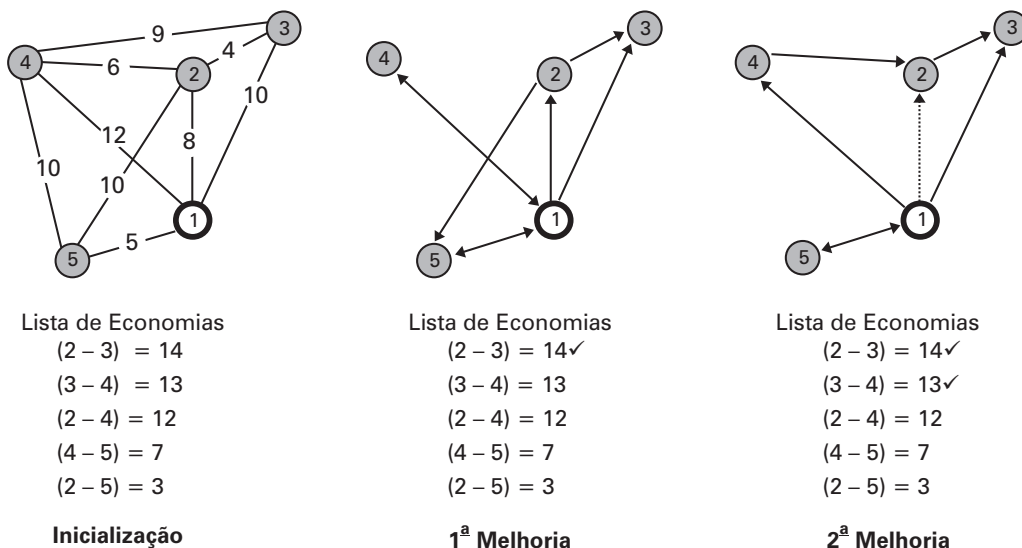 9
3
4
4
6
2
10
12
8
10
10
1
5
5
Lista de Economias
(2 – 3) = 14
(3 – 4) = 13
(2 – 4) = 12
(4 – 5) = 7
(2 – 5) = 3
Inicialização
3
4
2
1
5
Lista de Economias
(2 – 3) = 14✓
(3 – 4) = 13
(2 – 4) = 12
(4 – 5) = 7
(2 – 5) = 3
1ª Melhoria
3
4
2
1
5
Lista de Economias
(2 – 3) = 14✓
(3 – 4) = 13✓
(2 – 4) = 12
(4 – 5) = 7
(2 – 5) = 3
2ª Melhoria